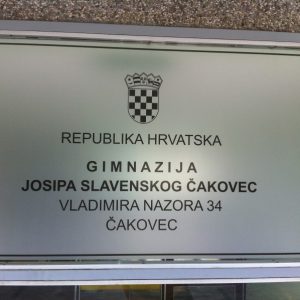 REPUBLIKA HRVATSKA
GIMNAZIJA
JOSIPA SLAVENSKOG ČAKOVEC
VLADIMIRA NAZORA 34
ČAKOVEC